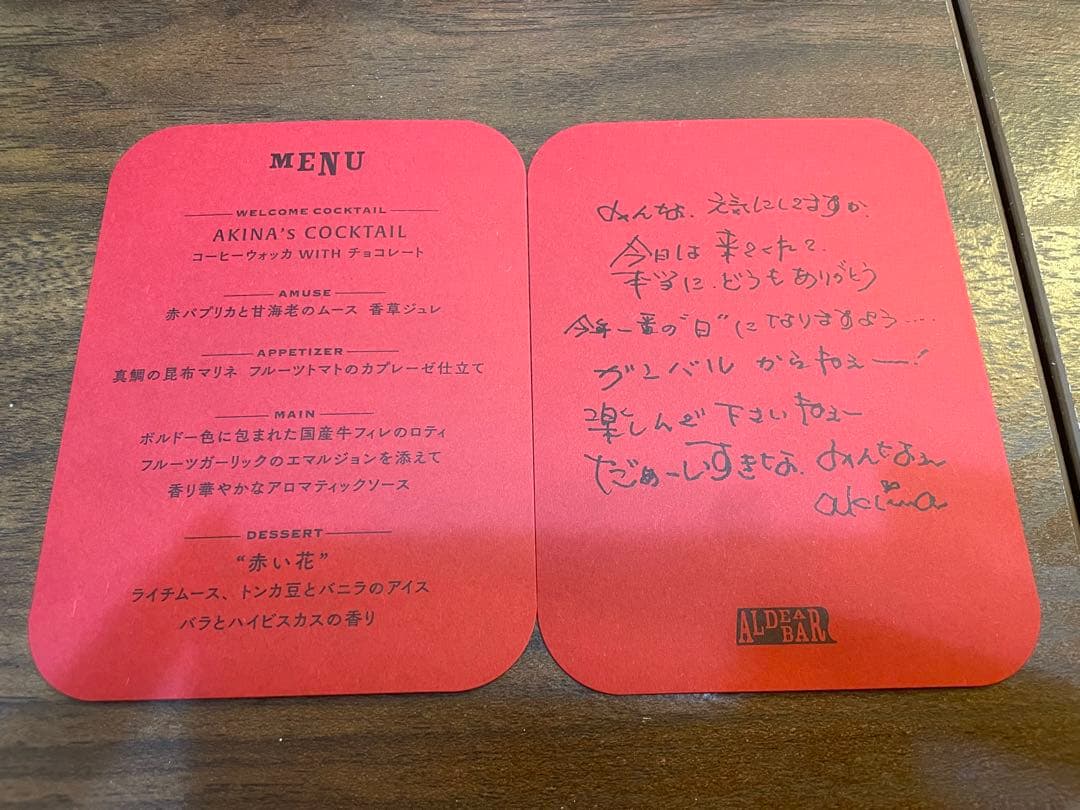 MENU
WELCOME COCKTAIL
AKINA's COCKTAIL
コーヒーウォッカ WITH チョコレート
AMUSE
赤パプリカと甘海老のムース 香草ジュレ
APPETIZER
真鯛の昆布マリネ フルーツトマトのカプレーゼ仕立て
MAIN
ボルドー色に包まれた国産牛フィレのロティ
フルーツガーリックのエマルジョンを添えて
香り華やかなアロマティックソース
DESSERT
“赤い花”
ライチムース、トンカ豆とバニラのアイス
バラとハイビスカスの香り
みんな、元気にしてますか
今日は来てくれて、
本当に、どうもありがとう
今年一番の"日"になりますよう····
ガンバルからねぇー!
楽しんで下さいねぇー
だぁーいすきな、みんなぁー
akina
ALDEBAR